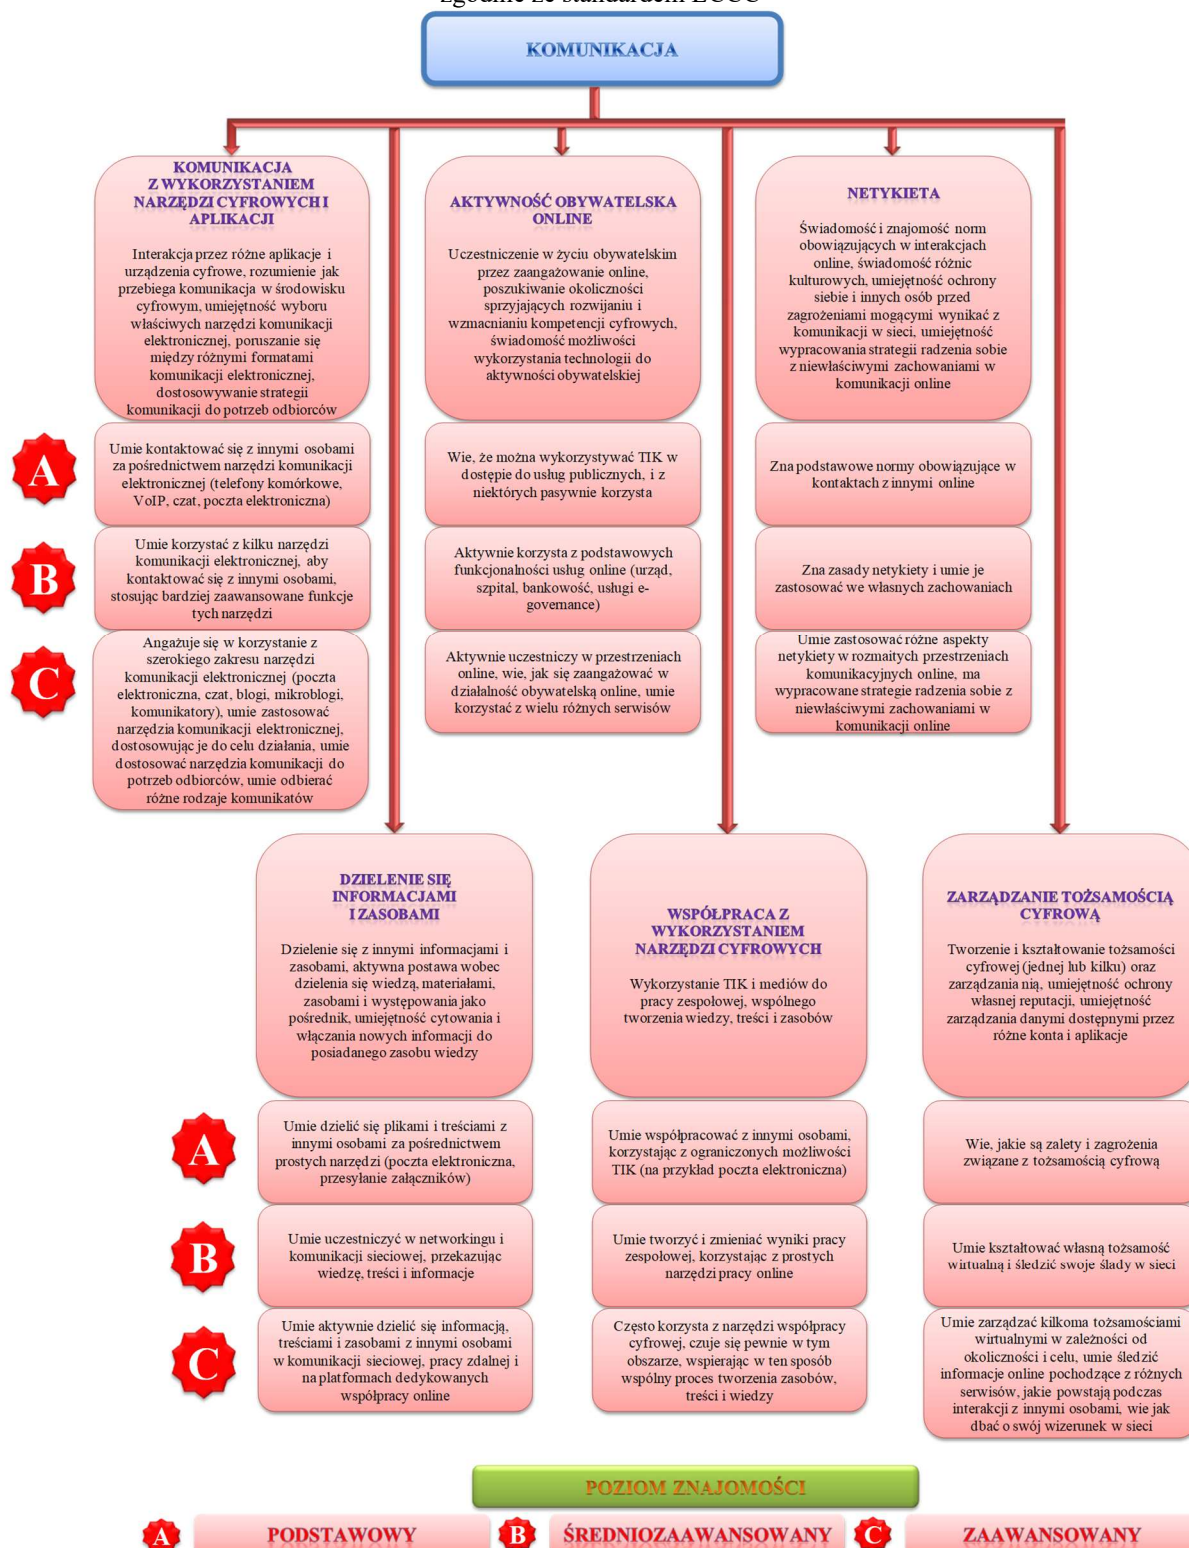 zgodnie ze standardem ECCC
KOMUNIKACJA
KOMUNIKACJA
Z WYKORZYSTANIEM
NARZĘDZI CYFROWYCH I
APLIKACJI
Interakcja przez różne aplikacje i
urządzenia cyfrowe, rozumienie jak
przebiega komunikacja w środowisku
cyfrowym, umiejętność wyboru
właściwych narzędzi komunikacji
elektronicznej, poruszanie się
między różnymi formatami
komunikacji elektronicznej,
dostosowywanie strategii
komunikacji do potrzeb odbiorców
AKTYWNOŚĆ OBYWATELSKA
ONLINE
Uczestniczenie w życiu obywatelskim
przez zaangażowanie online,
poszukiwanie okoliczności
sprzyjających rozwijaniu i
wzmacnianiu kompetencji cyfrowych,
świadomość możliwości
wykorzystania technologii do
aktywności obywatelskiej
NETYKIETA
Świadomość i znajomość norm
obowiązujących w interakcjach
online, świadomość różnic
kulturowych, umiejętność ochrony
siebie i innych osób przed
zagrożeniami mogącymi wynikać z
komunikacji w sieci, umiejętność
wypracowania strategii radzenia sobie
z niewłaściwymi zachowaniami w
komunikacji online
A
Umie kontaktować się z innymi osobami
za pośrednictwem narzędzi komunikacji
elektronicznej (telefony komórkowe,
VoIP, czat, poczta elektroniczna)
Wie, że można wykorzystywać TIK w
dostępie do usług publicznych, i z
niektórych pasywnie korzysta
Zna podstawowe normy obowiązujące w
kontaktach z innymi online
B
Umie korzystać z kilku narzędzi
komunikacji elektronicznej, aby
kontaktować się z innymi osobami,
stosując bardziej zaawansowane funkcje
tych narzędzi
Aktywnie korzysta z podstawowych
funkcjonalności usług online (urząd,
szpital, bankowość, usługi e-
governance)
Zna zasady netykiety i umie je
zastosować we własnych zachowaniach
C
Angażuje się w korzystanie z
szerokiego zakresu narzędzi
komunikacji elektronicznej (poczta
elektroniczna, czat, blogi, mikroblogi,
komunikatory), umie zastosować
narzędzia komunikacji elektronicznej,
dostosowując je do celu działania, umie
dostosować narzędzia komunikacji do
potrzeb odbiorców, umie odbierać
różne rodzaje komunikatów
Aktywnie uczestniczy w przestrzeniach
online, wie, jak się zaangażować w
działalność obywatelską online, umie
korzystać z wielu różnych serwisów
Umie zastosować różne aspekty
netykiety w rozmaitych przestrzeniach
komunikacyjnych online, ma
wypracowane strategie radzenia sobie z
niewłaściwymi zachowaniami w
komunikacji online
DZIELENIE SIĘ
INFORMACJAMI
I ZASOBAMI
Dzielenie się z innymi informacjami i
zasobami, aktywna postawa wobec
dzielenia się wiedzą, materiałami,
zasobami i występowania jako
pośrednik, umiejętność cytowania i
włączania nowych informacji do
posiadanego zasobu wiedzy
WSPÓŁPRACA Z
WYKORZYSTANIEM
NARZĘDZI CYFROWYCH
Wykorzystanie TIK i mediów do
pracy zespołowej, wspólnego
tworzenia wiedzy, treści i zasobów
ZARZĄDZANIE TOŻSAMOŚCIĄ
CYFROWĄ
Tworzenie i kształtowanie tożsamości
cyfrowej (jednej lub kilku) oraz
zarządzania nią, umiejętność ochrony
własnej reputacji, umiejętność
zarządzania danymi dostępnymi przez
różne konta i aplikacje
A
Umie dzielić się plikami i treściami z
innymi osobami za pośrednictwem
prostych narzędzi (poczta elektroniczna,
przesyłanie załączników)
Umie współpracować z innymi osobami,
korzystając z ograniczonych możliwości
TIK (na przykład poczta elektroniczna)
Wie, jakie są zalety i zagrożenia
związane z tożsamością cyfrową
B
Umie uczestniczyć w networkingu i
komunikacji sieciowej, przekazując
wiedzę, treści i informacje
Umie tworzyć i zmieniać wyniki pracy
zespołowej, korzystając z prostych
narzędzi pracy online
Umie kształtować własną tożsamość
wirtualną i śledzić swoje ślady w sieci
C
Umie aktywnie dzielić się informacją,
treściami i zasobami z innymi osobami
w komunikacji sieciowej, pracy zdalnej i
na platformach dedykowanych
współpracy online
Często korzysta z narzędzi współpracy
cyfrowej, czuje się pewnie w tym
obszarze, wspierając w ten sposób
wspólny proces tworzenia zasobów,
treści i wiedzy
Umie zarządzać kilkoma tożsamościami
wirtualnymi w zależności od
okoliczności i celu, umie śledzić
informacje online pochodzące z różnych
serwisów, jakie powstają podczas
interakcji z innymi osobami, wie jak
dbać o swój wizerunek w sieci
POZIOM ZNAJOMOŚCI
A PODSTAWOWY B ŚREDNIOZAAWANSOWANY C ZAAWANSOWANY